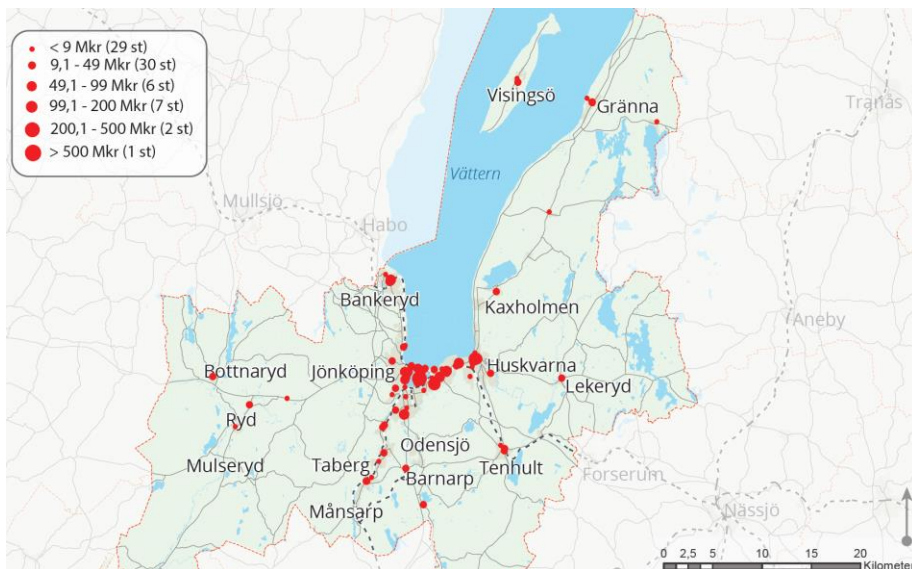 < 9 Mkr (29 st)
9,1 - 49 Mkr (30 st)
49,1 - 99 Mkr (6 st)
99,1 - 200 Mkr (7 st)
200,1 - 500 Mkr (2 st)
> 500 Mkr (1 st)
Visingsö
Gränna
Tranås
Vättern
Mullsjö
Habo
Bankeryd
Kaxholmen
Aneby
Bottnaryd
Jönköping
Huskvarna
Lekeryd
Ryd
Odensjö
Mulseryd
Taberg
Barnarp
Tenhult
Forserum
Månsarp
Nässjö
0 2,5 5 10 15 20
Kilometer